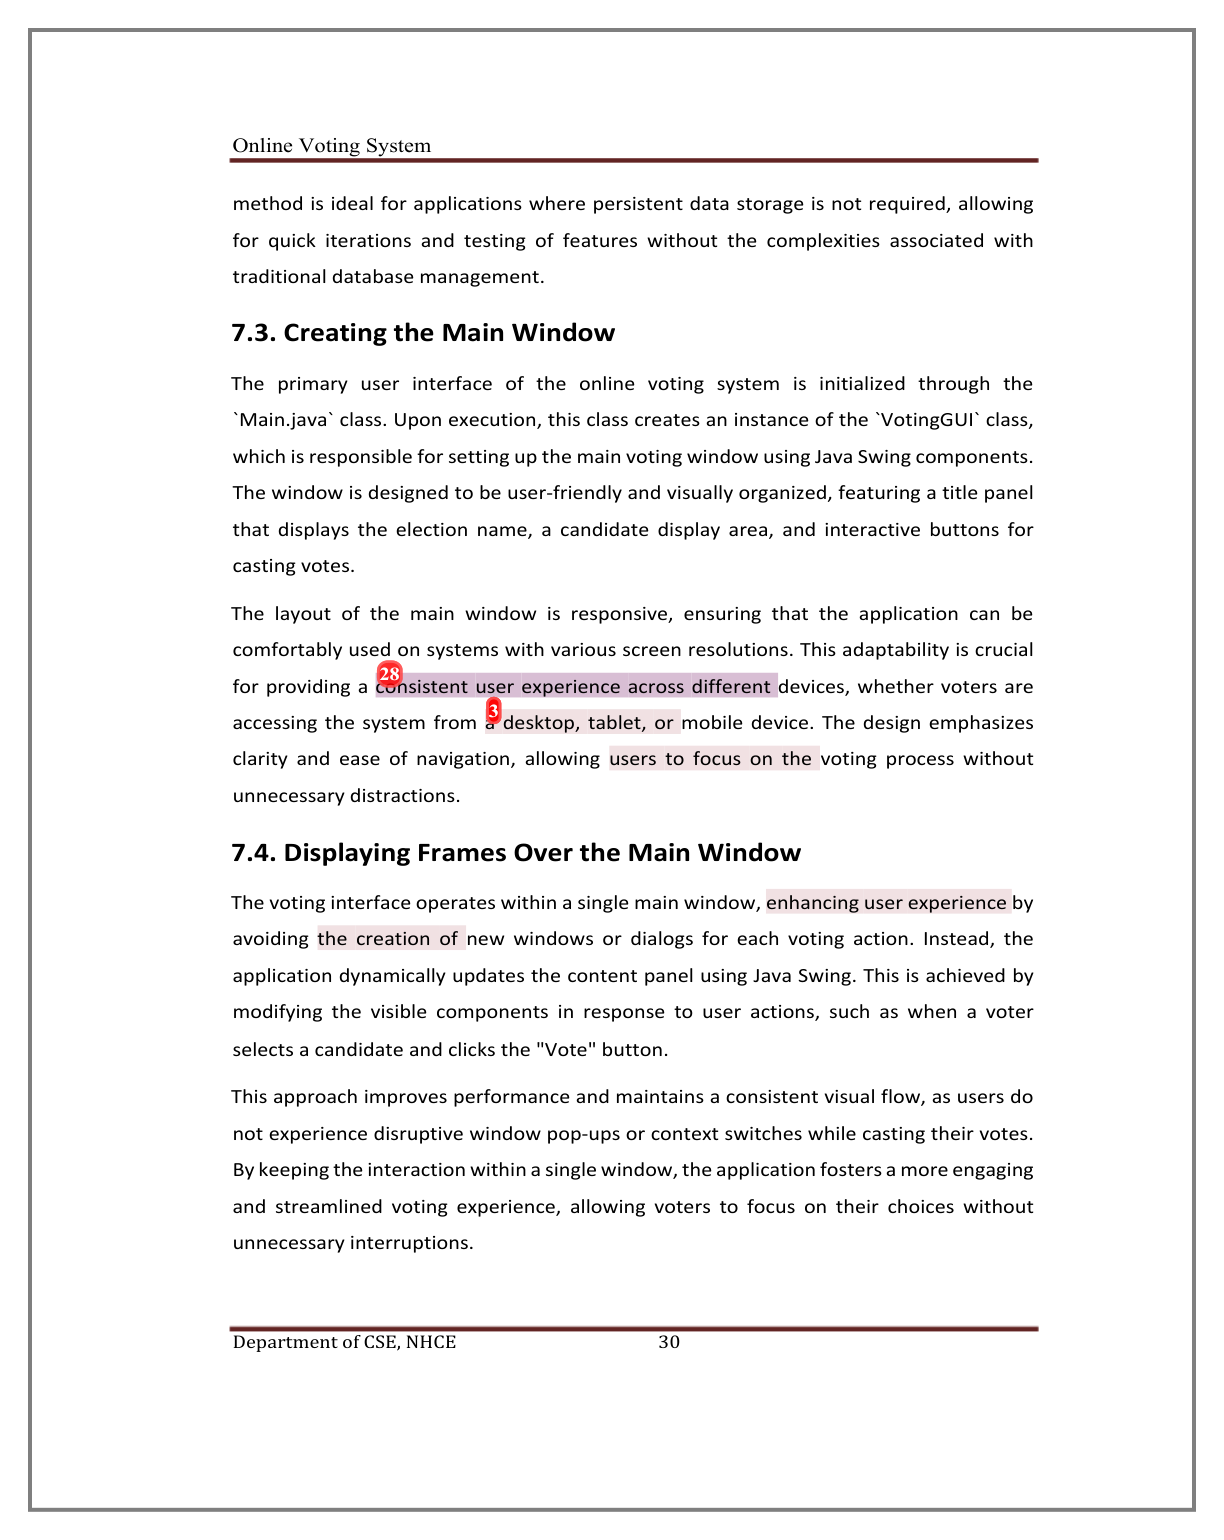 Online Voting System
method is ideal for applications where persistent data storage is not required, allowing
for quick iterations and testing of features without the complexities associated with
traditional database management.
7.3. Creating the Main Window
The primary user interface of the online voting system is initialized through the
`Main.java` class. Upon execution, this class creates an instance of the `VotingGUI` class,
which is responsible for setting up the main voting window using Java Swing components.
The window is designed to be user-friendly and visually organized, featuring a title panel
that displays the election name, a candidate display area, and interactive buttons for
casting votes.
The layout of the main window is responsive, ensuring that the application can be
comfortably used on systems with various screen resolutions. This adaptability is crucial
28
for providing a consistent user experience across different devices, whether voters are
3
accessing the system from a desktop, tablet, or mobile device. The design emphasizes
clarity and ease of navigation, allowing users to focus on the voting process without
unnecessary distractions.
7.4. Displaying Frames Over the Main Window
The voting interface operates within a single main window, enhancing user experience by
avoiding the creation of new windows or dialogs for each voting action. Instead, the
application dynamically updates the content panel using Java Swing. This is achieved by
modifying the visible components in response to user actions, such as when a voter
selects a candidate and clicks the "Vote" button.
This approach improves performance and maintains a consistent visual flow, as users do
not experience disruptive window pop-ups or context switches while casting their votes.
By keeping the interaction within a single window, the application fosters a more engaging
and streamlined voting experience, allowing voters to focus on their choices without
unnecessary interruptions.
Department of CSE, NHCE 30